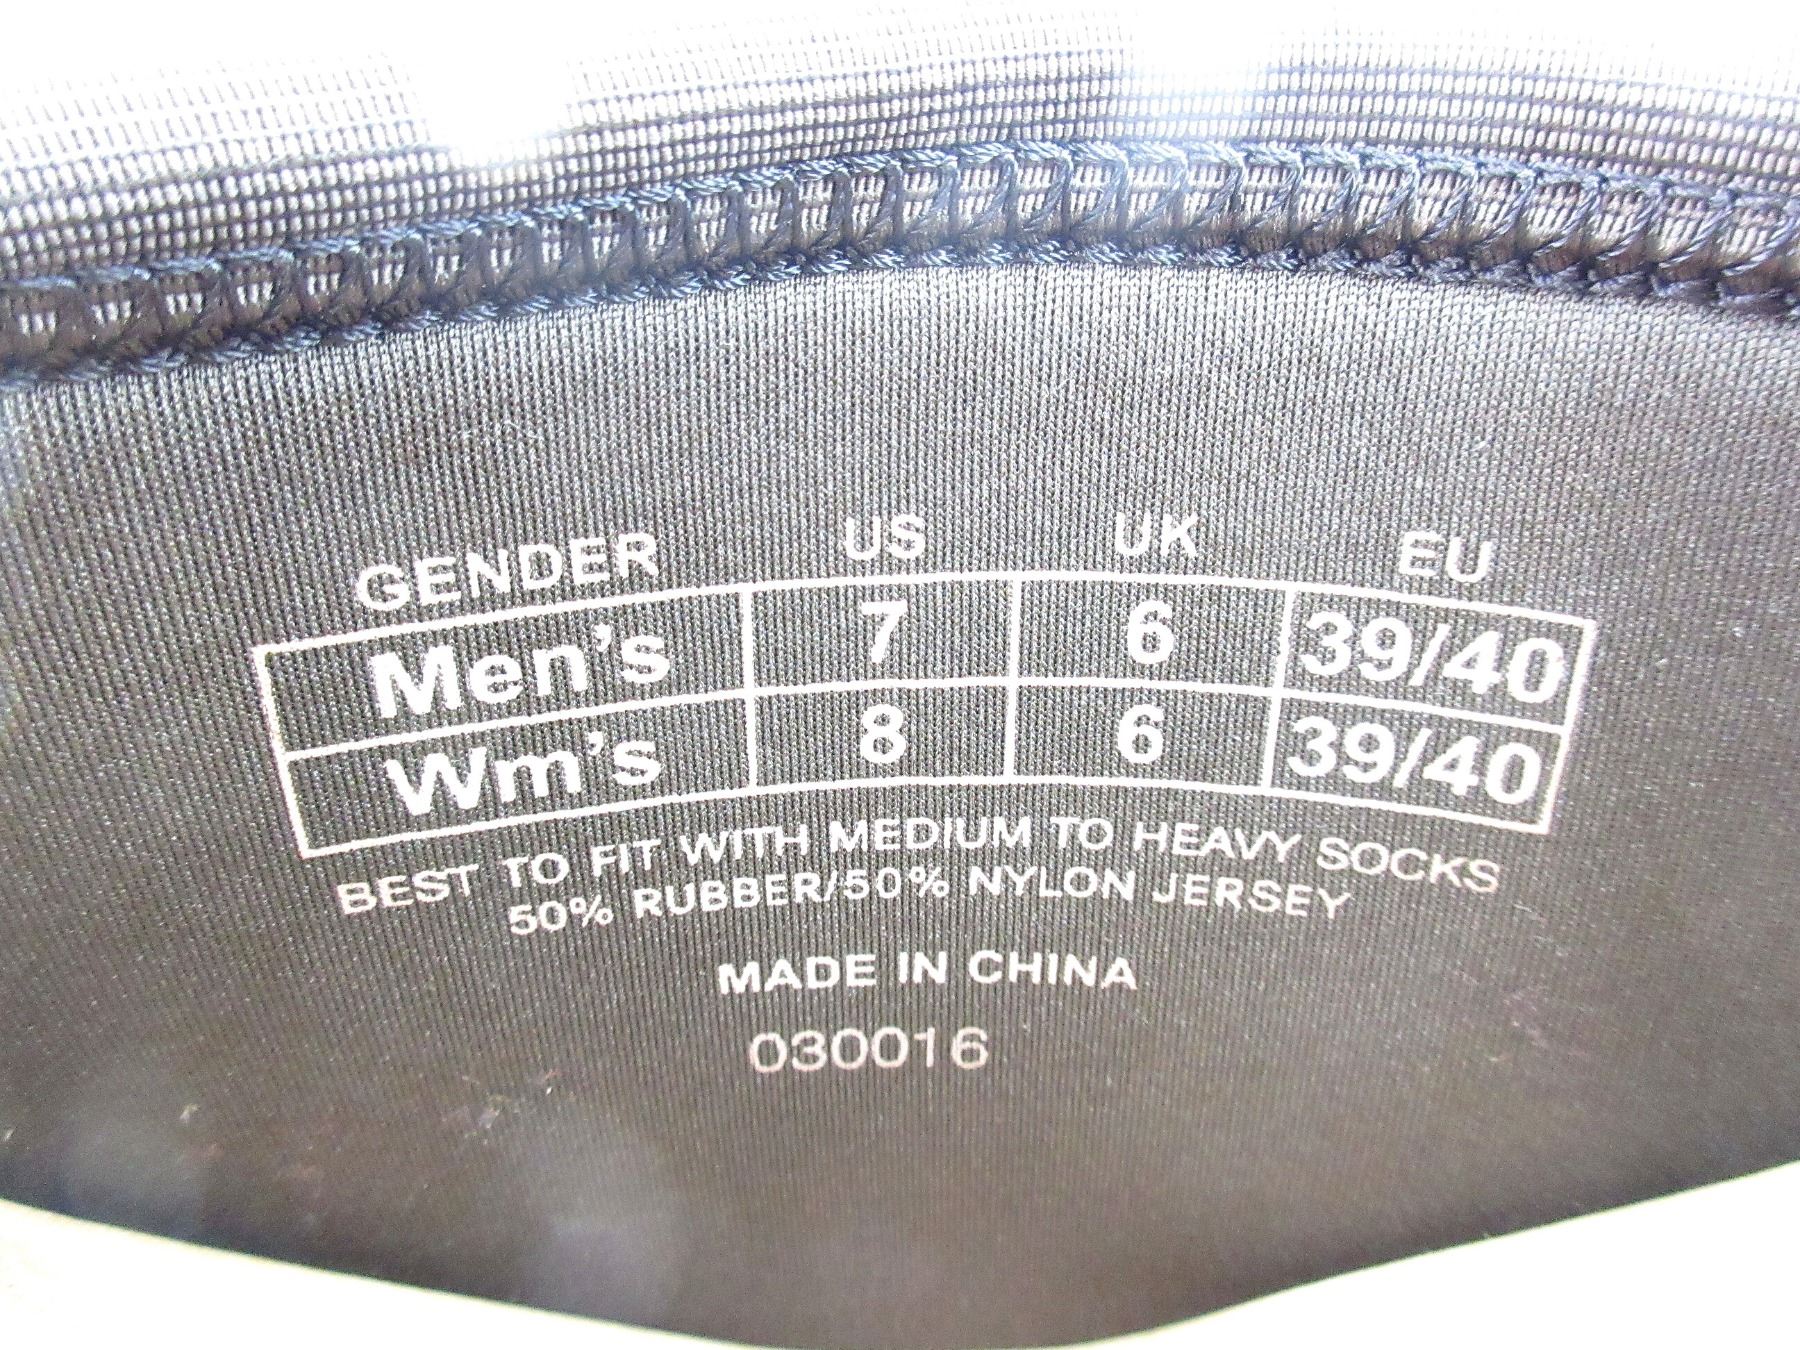 GENDER US UK EU
Men's 7 6 39/40
Wm's 8 6 39/40
BEST TO FIT WITH MEDIUM TO HEAVY SOCKS
50% RUBBER/50% NYLON JERSEY
MADE IN CHINA
030016